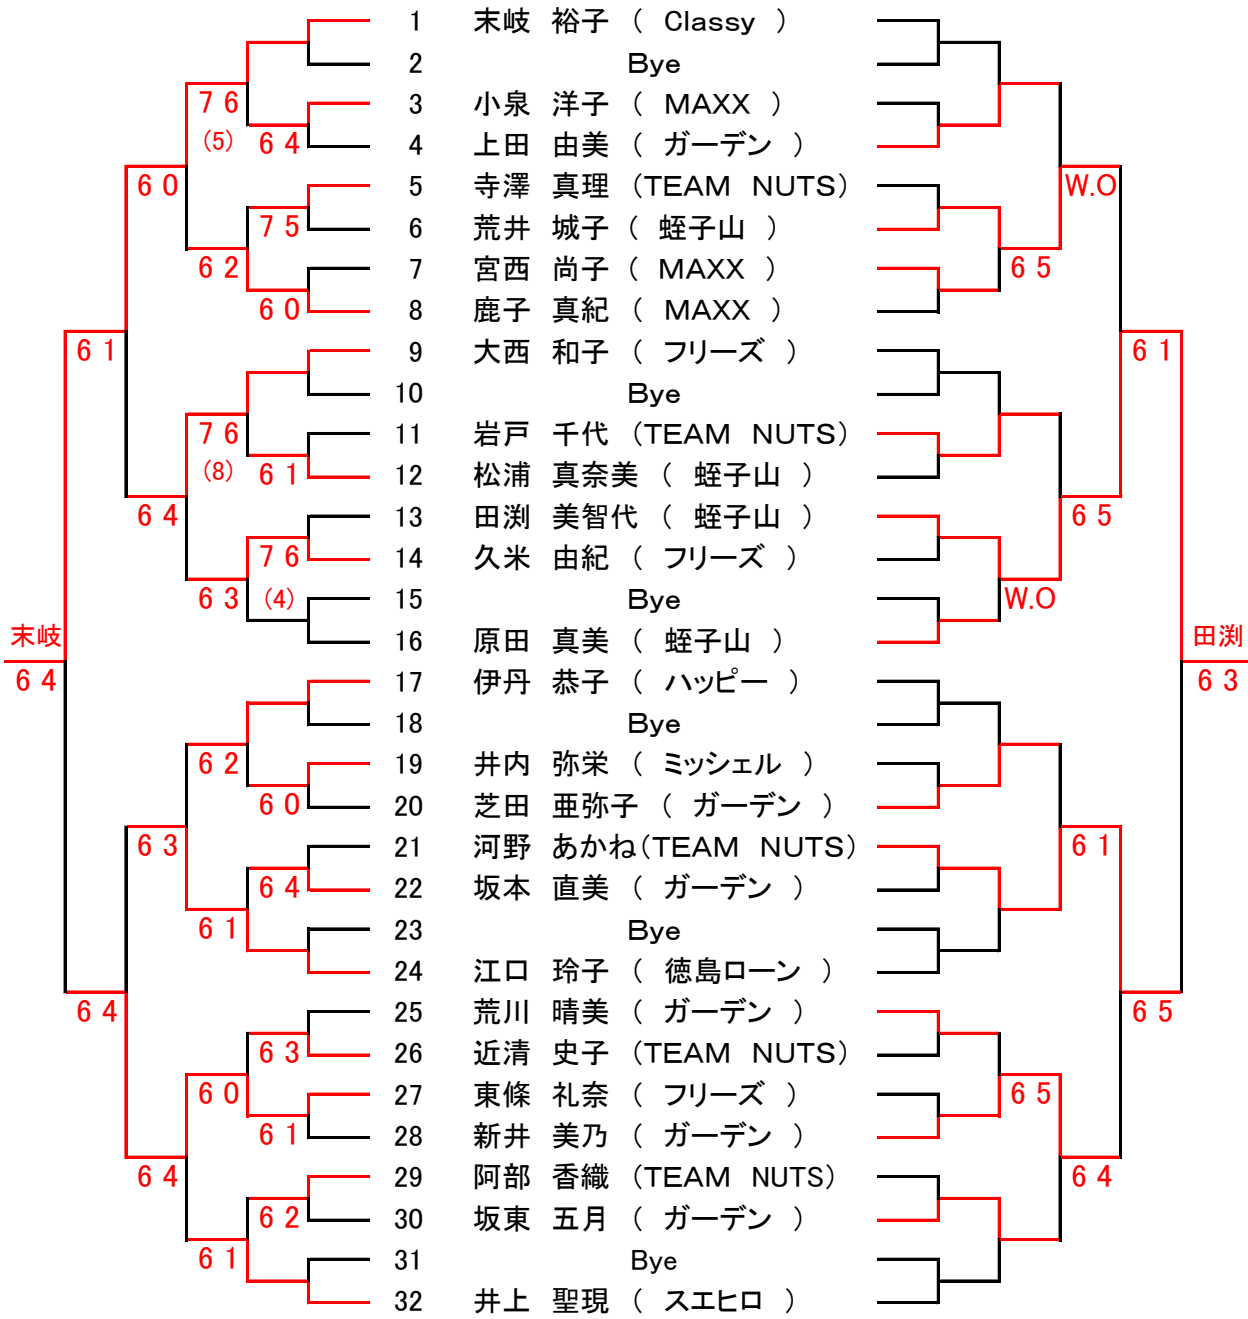 1 末岐 裕子 ( Classy )
2 Bye
7 6 3 小泉 洋子 ( MAXX )
(5) 6 4 4 上田 由美 ( ガーデン )
6 0 5 寺澤 真理 (TEAM NUTS) W.O
7 5 6 荒井 城子 ( 蛭子山 )
6 2 7 宮西 尚子 ( MAXX ) 6 5
6 0 8 鹿子 真紀 ( MAXX )
6 1 9 大西 和子 ( フリーズ ) 6 1
10 Bye
7 6 11 岩戸 千代 (TEAM NUTS)
(8) 6 1 12 松浦 真奈美 ( 蛭子山 )
6 4 13 田渕 美智代 ( 蛭子山 ) 6 5
7 6 14 久米 由紀 ( フリーズ )
6 3 (4) 15 Bye W.O
末岐 16 原田 真美 ( 蛭子山 ) 田渕
6 4 17 伊丹 恭子 ( ハッピー ) 6 3
18 Bye
6 2 19 井内 弥栄 ( ミッシェル )
6 0 20 芝田 亜弥子 ( ガーデン )
6 3 21 河野 あかね(TEAM NUTS) 6 1
6 4 22 坂本 直美 ( ガーデン )
6 1 23 Bye
24 江口 玲子 ( 徳島ローン )
6 4 25 荒川 晴美 ( ガーデン ) 6 5
6 3 26 近清 史子 (TEAM NUTS)
6 0 27 東條 礼奈 ( フリーズ ) 6 5
6 1 28 新井 美乃 ( ガーデン )
6 4 29 阿部 香織 (TEAM NUTS) 6 4
6 2 30 坂東 五月 ( ガーデン )
6 1 31 Bye
32 井上 聖現 ( スエヒロ )